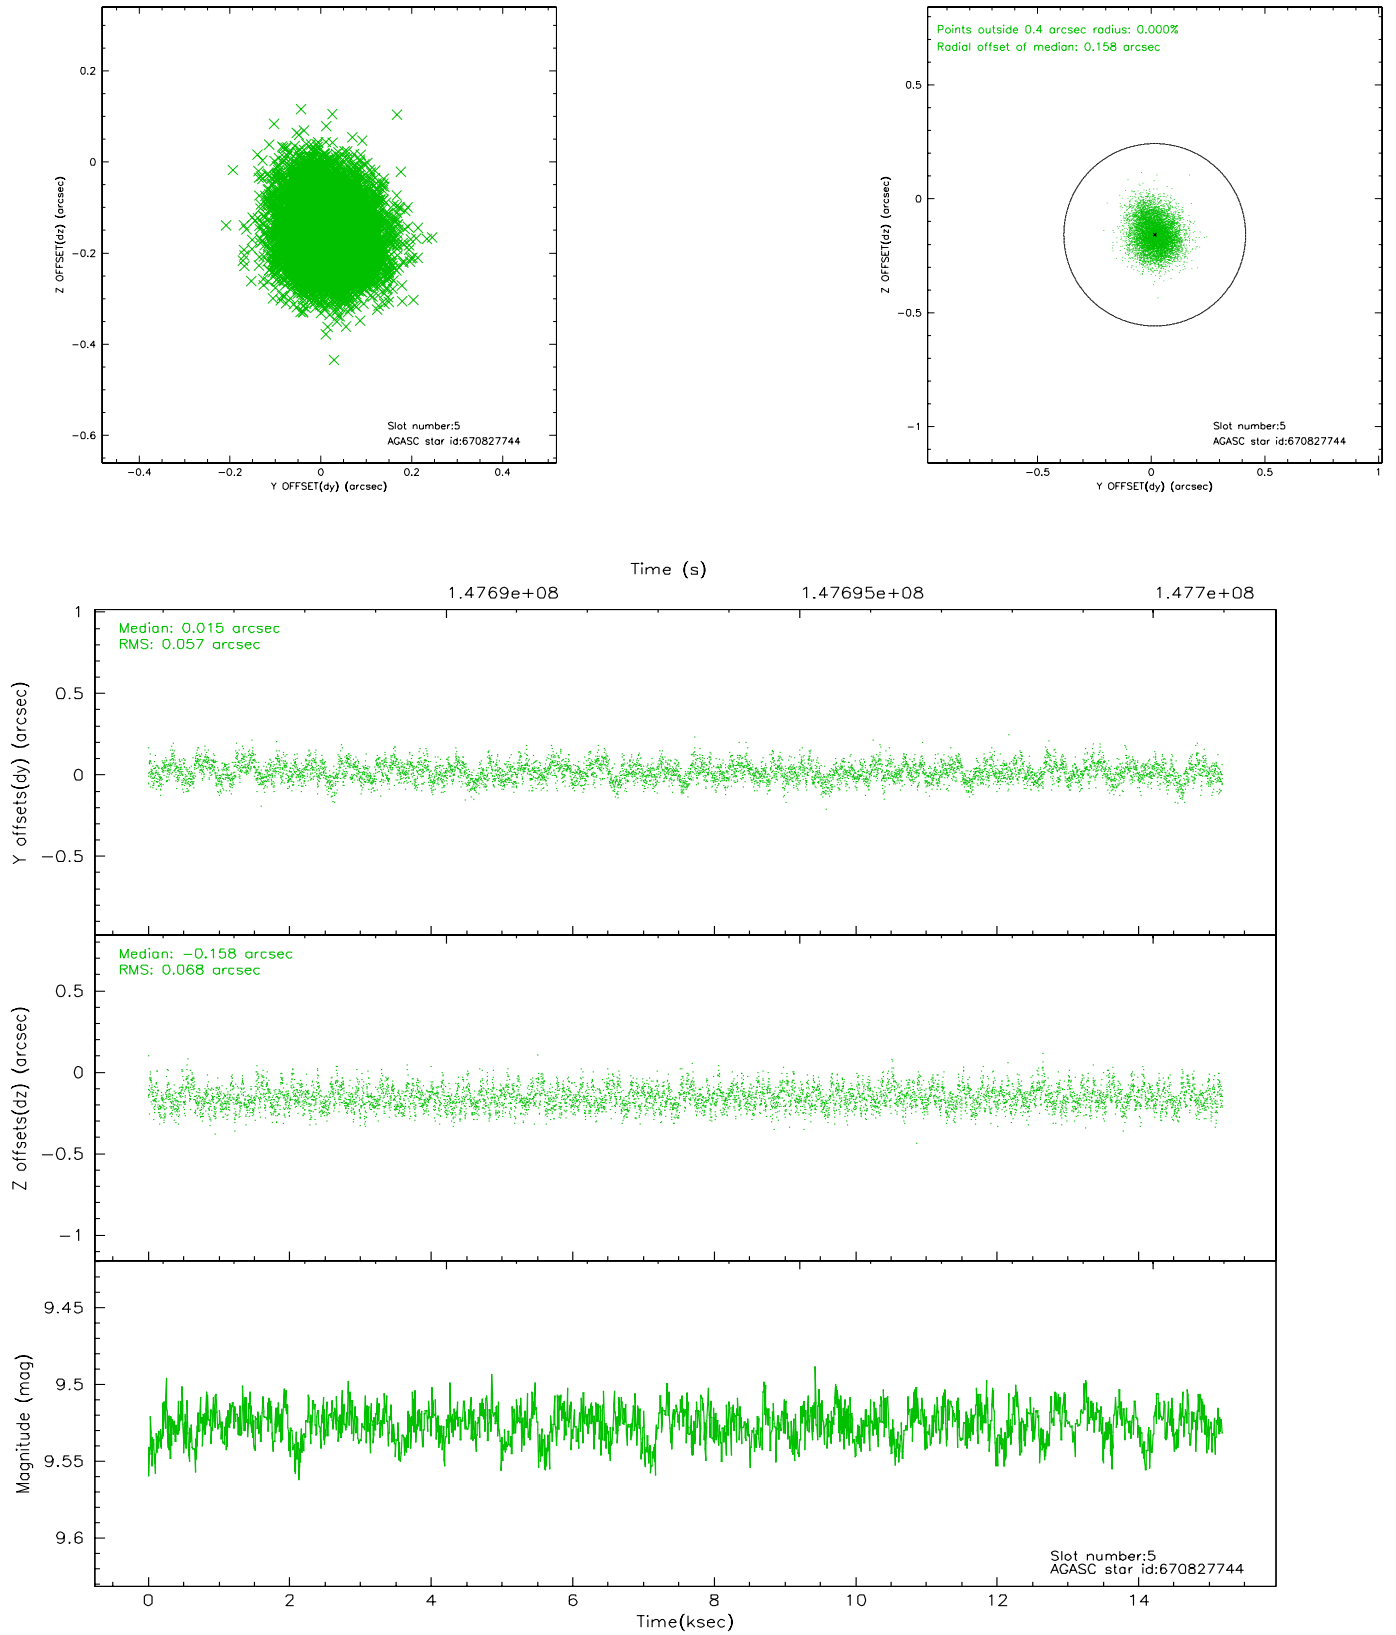 0.2
0
−0.2
−0.4
−0.6
Z OFFSET(dz) (arcsec)
Slot number:5
AGASC star id:670827744
−0.4
−0.2
0
0.2
0.4
Y OFFSET(dy) (arcsec)
Points outside 0.4 arcsec radius: 0.000%
Radial offset of median: 0.158 arcsec
0.5
0
−0.5
−1
Z OFFSET(dz) (arcsec)
Slot number:5
AGASC star id:670827744
−0.5
0
0.5
1
Y OFFSET(dy) (arcsec)
Time (s)
1.4769e+08
1.47695e+08
1.477e+08
Median: 0.015 arcsec
RMS: 0.057 arcsec
1
0.5
0
−0.5
Y offsets(dy) (arcsec)
Median: −0.158 arcsec
RMS: 0.068 arcsec
0.5
0
−0.5
−1
Z offsets(dz) (arcsec)
9.45
9.5
9.55
9.6
Magnitude (mag)
Slot number:5
AGASC star id:670827744
0
2
4
6
8
10
12
14
Time(ksec)